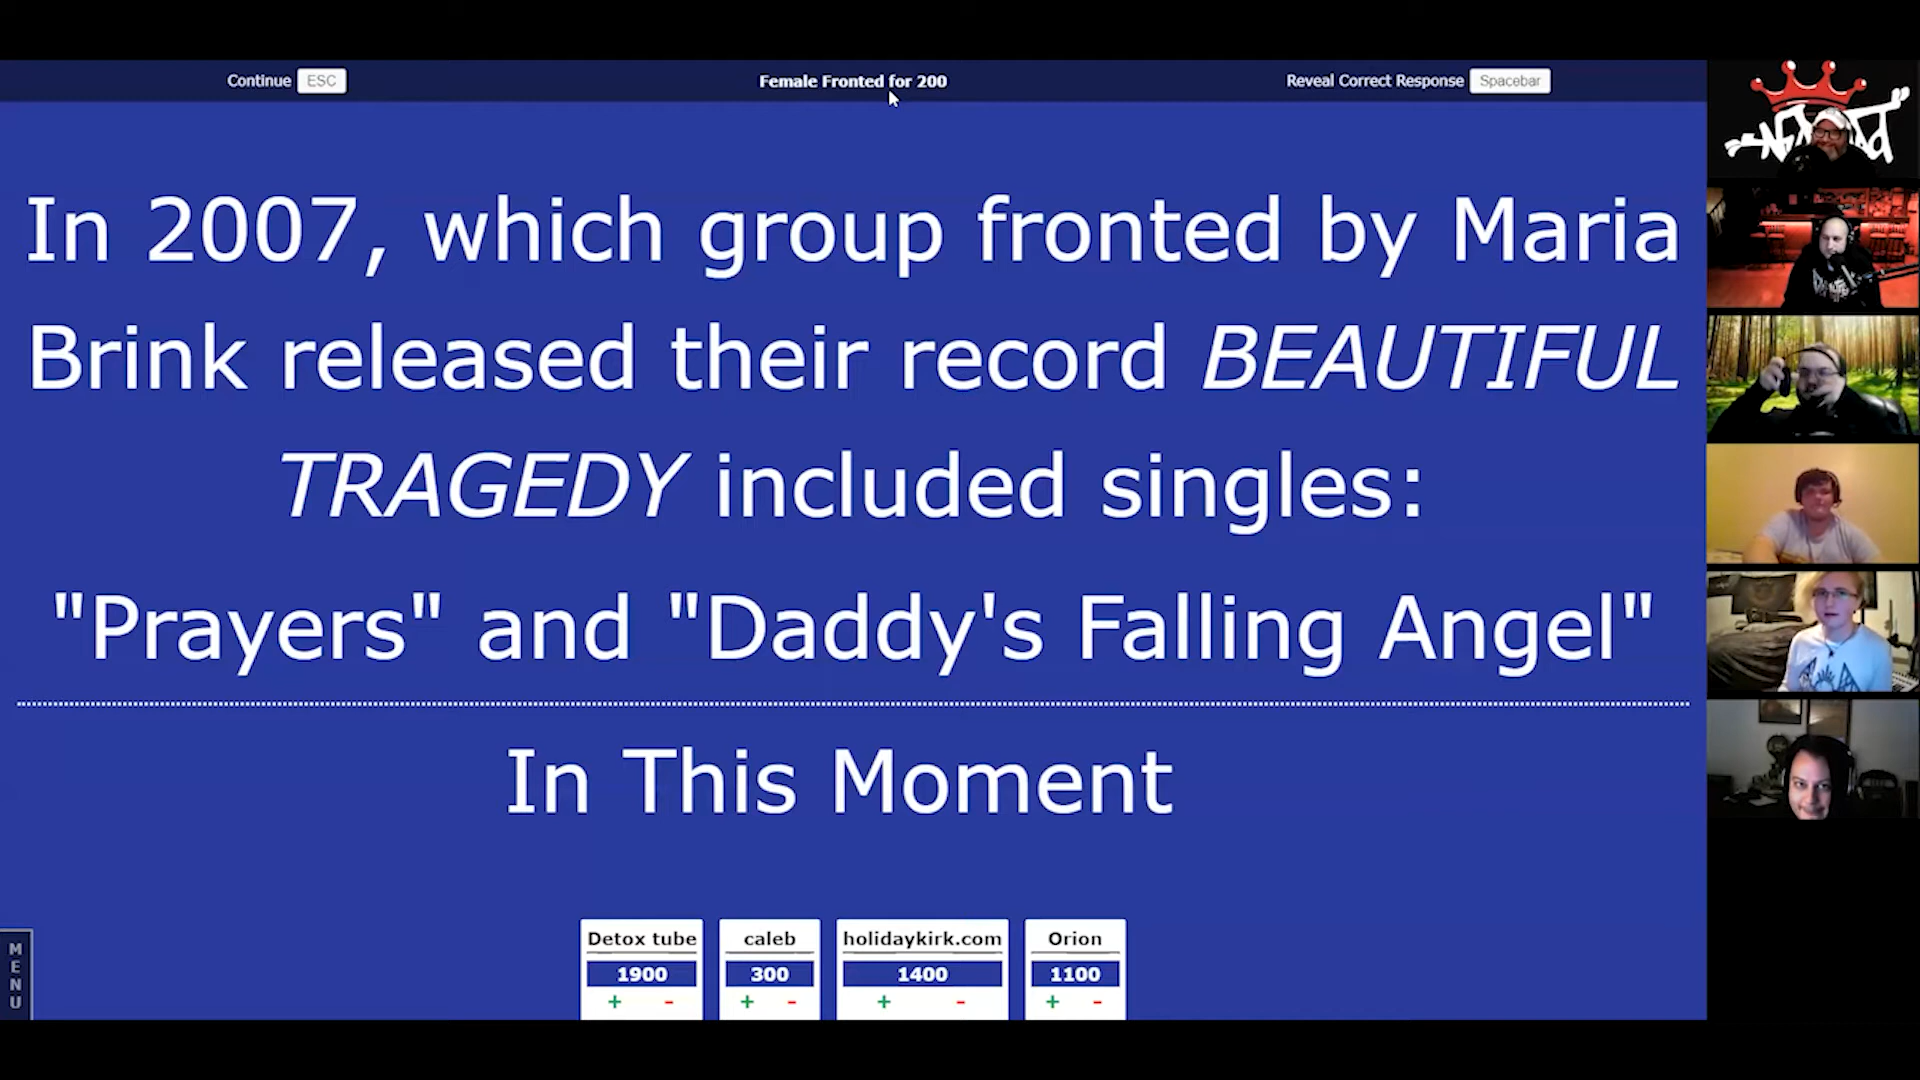 Continue ESC Female Fronted for 200 Reveal Correct Response Spacebar
In 2007, which group fronted by Maria
Brink released their record BEAUTIFUL
TRAGEDY included singles:
"Prayers" and "Daddy's Falling Angel"
In This Moment
MENU
Detox tube caleb holidaykirk.com Orion
1900 300 1400 1100
+ - + - + - + -